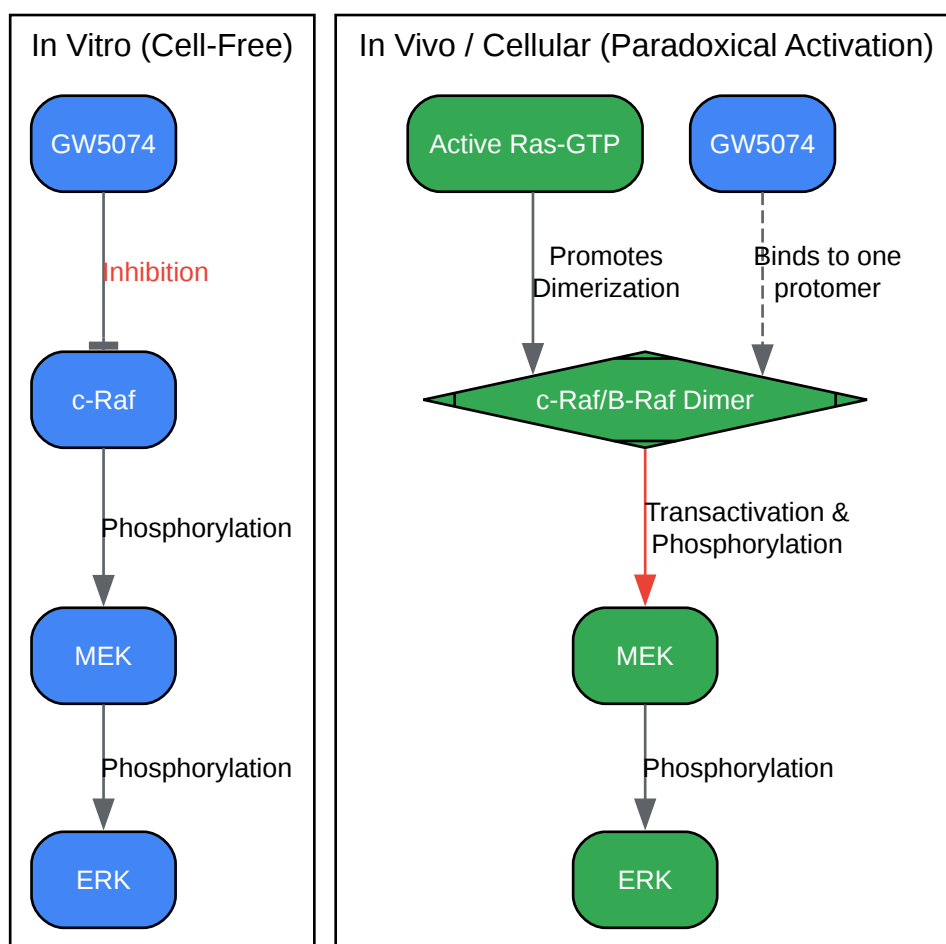 In Vitro (Cell-Free)
GW5074
Inhibition
c-Raf
Phosphorylation
MEK
Phosphorylation
ERK
In Vivo / Cellular (Paradoxical Activation)
Active Ras-GTP
GW5074
Promotes
Dimerization
Binds to one
protomer
c-Raf/B-Raf Dimer
Transactivation &
Phosphorylation
MEK
Phosphorylation
ERK